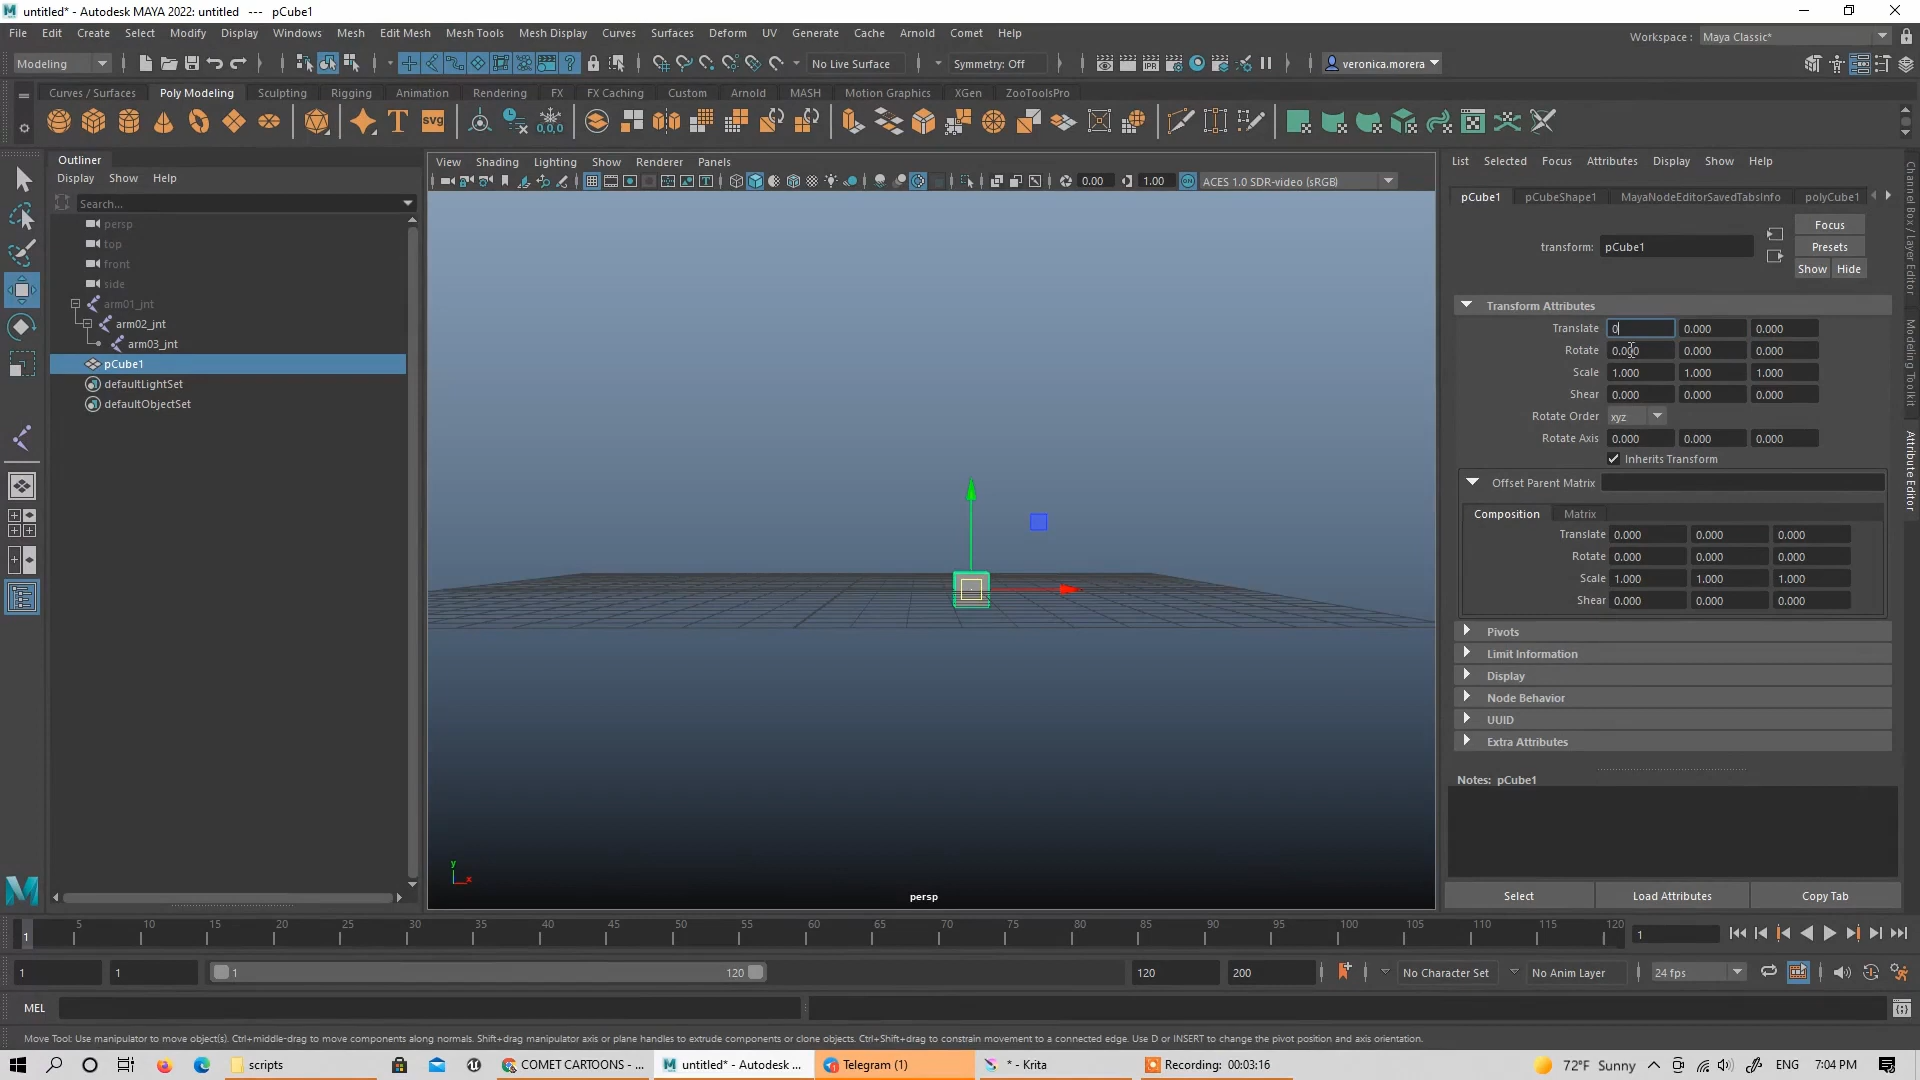 untitled* - Autodesk MAYA 2022: untitled --- pCube1
File Edit Create Select Modify Display Windows Mesh Edit Mesh Mesh Tools Mesh Display Curves Surfaces Deform UV Generate Cache Arnold Comet Help
Workspace : Maya Classic*
Modeling No Live Surface Symmetry: Off veronica.morera
Curves / Surfaces Poly Modeling Sculpting Rigging Animation Rendering FX FX Caching Custom Arnold MASH Motion Graphics XGen ZooToolsPro
T svg 0,0,0
Outliner
Display Show Help
Search...
persp
top
front
side
arm01_jnt
arm02_jnt
arm03_jnt
pCube1
defaultLightSet
defaultObjectSet
View Shading Lighting Show Renderer Panels
0.00 1.00 ACES 1.0 SDR-video (sRGB)
y
x
persp
List Selected Focus Attributes Display Show Help
pCube1 pCubeShape1 MayaNodeEditorSavedTabsInfo polyCube1
Focus
transform: pCube1 Presets
Show Hide
Transform Attributes
Translate 0 0.000 0.000
Rotate 0.000 0.000 0.000
Scale 1.000 1.000 1.000
Shear 0.000 0.000 0.000
Rotate Order xyz
Rotate Axis 0.000 0.000 0.000
Inherits Transform
Offset Parent Matrix
Composition Matrix
Translate 0.000 0.000 0.000
Rotate 0.000 0.000 0.000
Scale 1.000 1.000 1.000
Shear 0.000 0.000 0.000
Pivots
Limit Information
Display
Node Behavior
UUID
Extra Attributes
Notes: pCube1
Select Load Attributes Copy Tab
Channel Box / Layer Editor
Modeling Toolkit
Attribute Editor
1 5 10 15 20 25 30 35 40 45 50 55 60 65 70 75 80 85 90 95 100 105 110 115 120 1
1 1 1 120 120 200 No Character Set No Anim Layer 24 fps
MEL
Move Tool: Use manipulator to move object(s). Ctrl+middle-drag to move components along normals. Shift+drag manipulator axis or plane handles to extrude components or clone objects. Ctrl+Shift+drag to constrain movement to a connected edge. Use D or INSERT to change the pivot position and axis orientation.
scripts COMET CARTOONS - ... untitled* - Autodesk ... Telegram (1) * - Krita Recording: 00:03:16 72°F Sunny ENG 7:04 PM